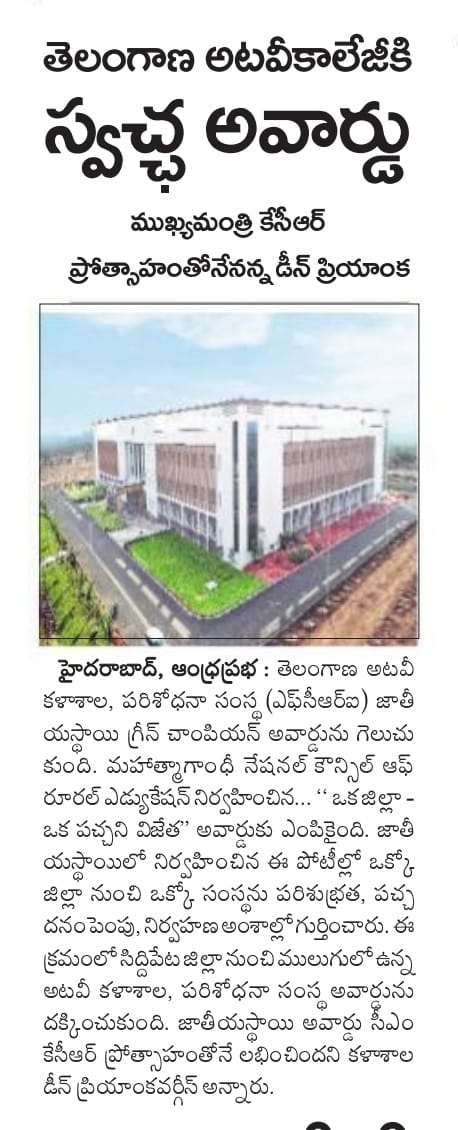 తెలంగాణ అటవీకాలేజీకి
స్వచ్ఛ అవార్డు
ముఖ్యమంత్రి కేసీఆర్
ప్రోత్సాహంతోనేనన్న డీన్ ప్రియాంక
హైదరాబాద్, ఆంధ్రప్రభ : తెలంగాణ అటవీ
కళాశాల, పరిశోధనా సంస్థ (ఎఫ్‌సీఆర్ఐ) జాతీ
యస్థాయి గ్రీన్ చాంపియన్ అవార్డును గెలుచు
కుంది. మహాత్మాగాంధీ నేషనల్ కౌన్సిల్ ఆఫ్
రూరల్ ఎడ్యుకేషన్ నిర్వహించిన... ‘‘ ఒక జిల్లా -
ఒక పచ్చని విజేత’’ అవార్డుకు ఎంపికైంది. జాతీ
యస్థాయిలో నిర్వహించిన ఈ పోటీల్లో ఒక్కో
జిల్లా నుంచి ఒక్కో సంస్థను పరిశుభ్రత, పచ్చ
దనంపెంపు, నిర్వహణ అంశాల్లో గుర్తించారు. ఈ
క్రమంలో సిద్దిపేట జిల్లా నుంచి ములుగులో ఉన్న
అటవీ కళాశాల, పరిశోధనా సంస్థ అవార్డును
దక్కించుకుంది. జాతీయస్థాయి అవార్డు సీఎం
కేసీఆర్ ప్రోత్సాహంతోనే లభించిందని కళాశాల
డీన్ ప్రియాంకవర్గీస్ అన్నారు.